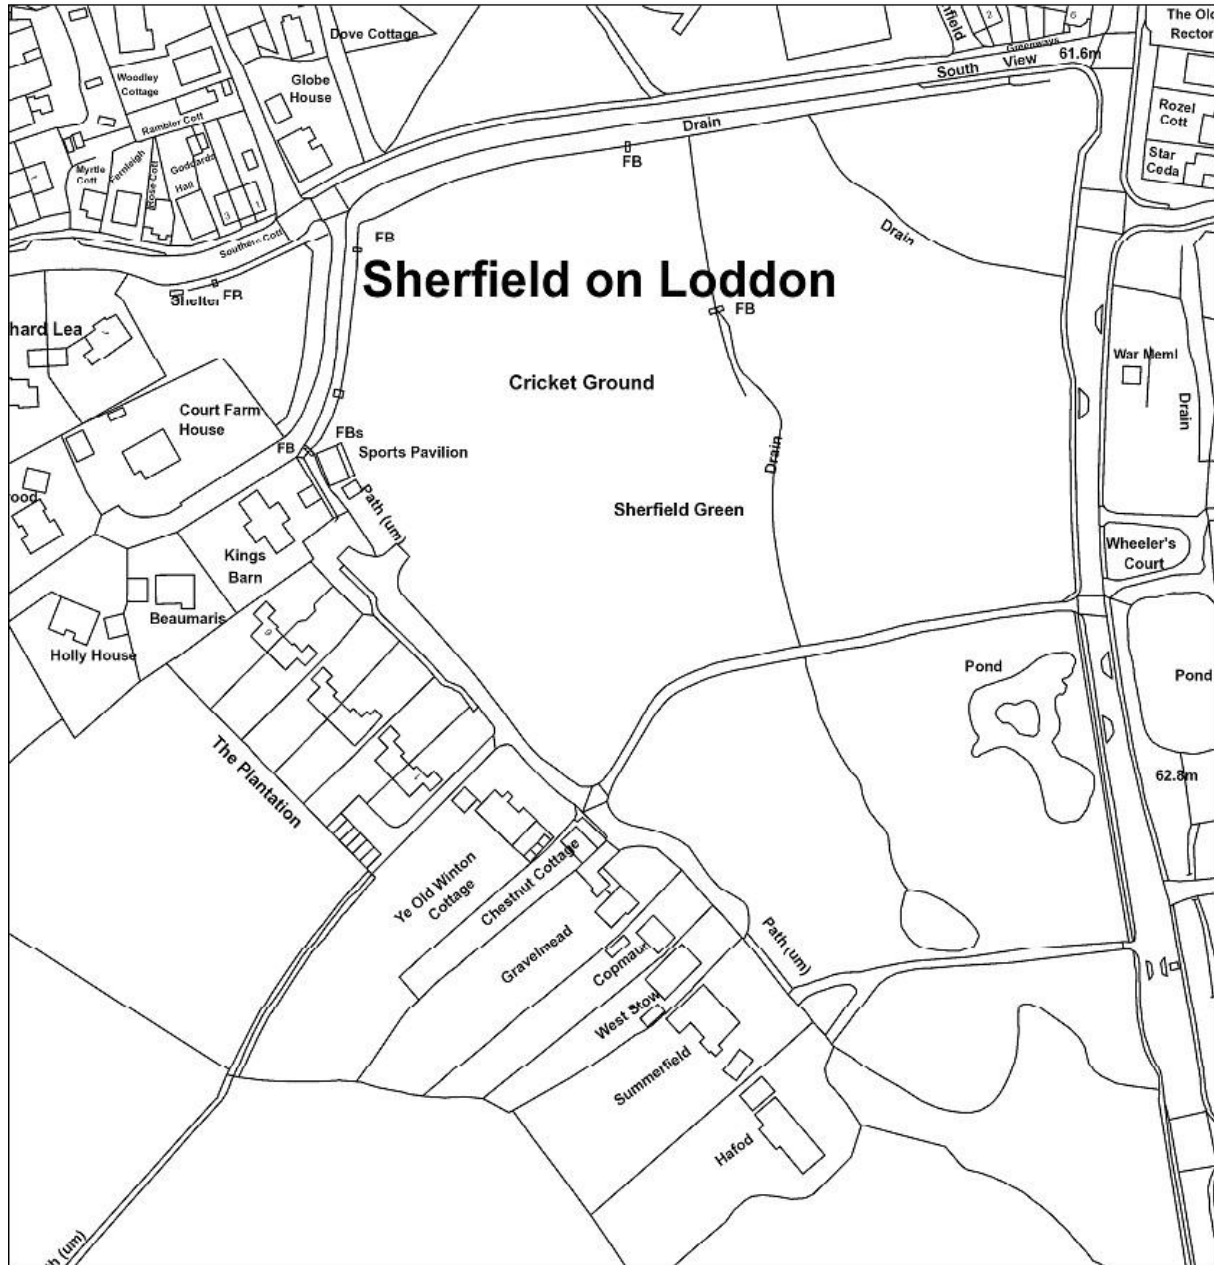 The Old
Rector
2
6
Dove Cottage
Greenways
61.6m
South View
Woodley
Cottage
Globe
House
Rambler Cott
Drain
Rozel
Cott
FB
Star
Ceda
Myrtle
Cott
Fernleigh
Rose Cott
Goddards
Hall
3
1
Southern Cott
FB
Drain
Sherfield on Loddon
Shelter
FB
FB
hard Lea
War Meml
Cricket Ground
Drain
Court Farm
House
FBs
FB
Sports Pavilion
Drain
ood
Path (um)
Sherfield Green
Wheeler's
Court
Kings
Barn
Beaumaris
9
Holly House
Pond
Pond
The Plantation
62.8m
Ye Old Winton
Cottage
Chestnut Cottage
Gravelmead
Path (um)
West Stow
Summerfield
Hafod
h (um)